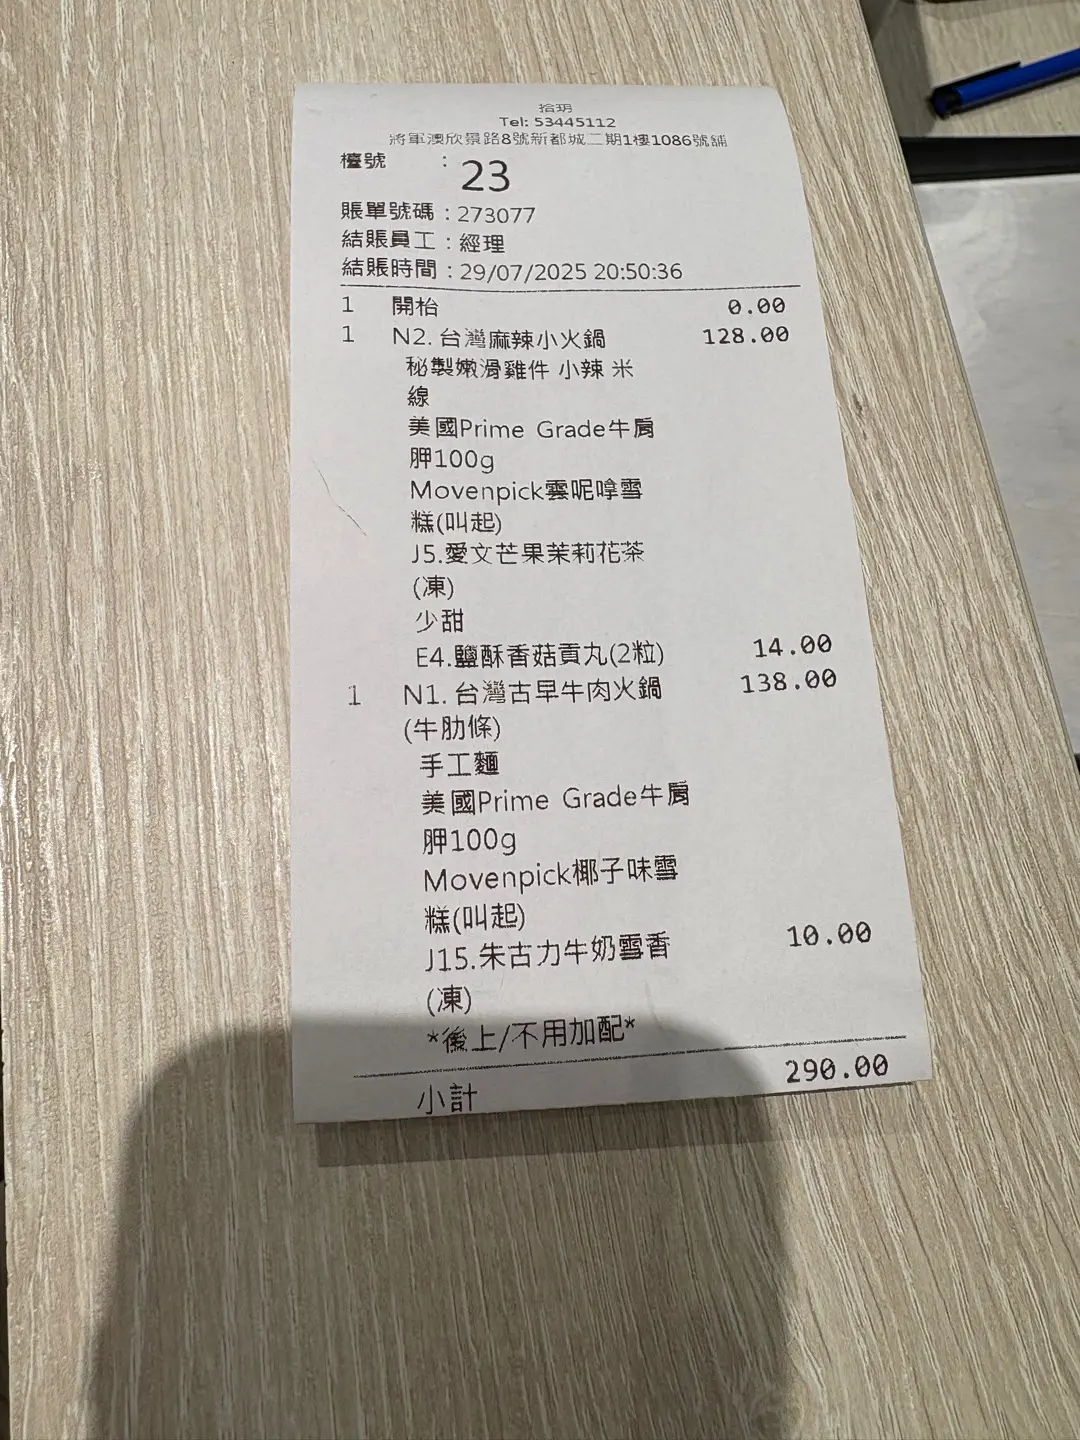 拾玥
Tel: 53445112
將軍澳欣景路8號新都城二期1樓1086號舖
檯號 : 23
賬單號碼 : 273077
結賬員工 : 經理
結賬時間 : 29/07/2025 20:50:36
1 開枱 0.00
1 N2. 台灣麻辣小火鍋 128.00
秘製嫩滑雞件 小辣 米
線
美國Prime Grade牛肩
胛100g
Movenpick雲呢嗱雪
糕(叫起)
J5.愛文芒果茉莉花茶
(凍)
少甜
E4.鹽酥香菇貢丸(2粒) 14.00
1 N1. 台灣古早牛肉火鍋 138.00
(牛肋條)
手工麵
美國Prime Grade牛肩
胛100g
Movenpick椰子味雪
糕(叫起)
J15.朱古力牛奶雪香 10.00
(凍)
*後上/不用加配*
小計 290.00